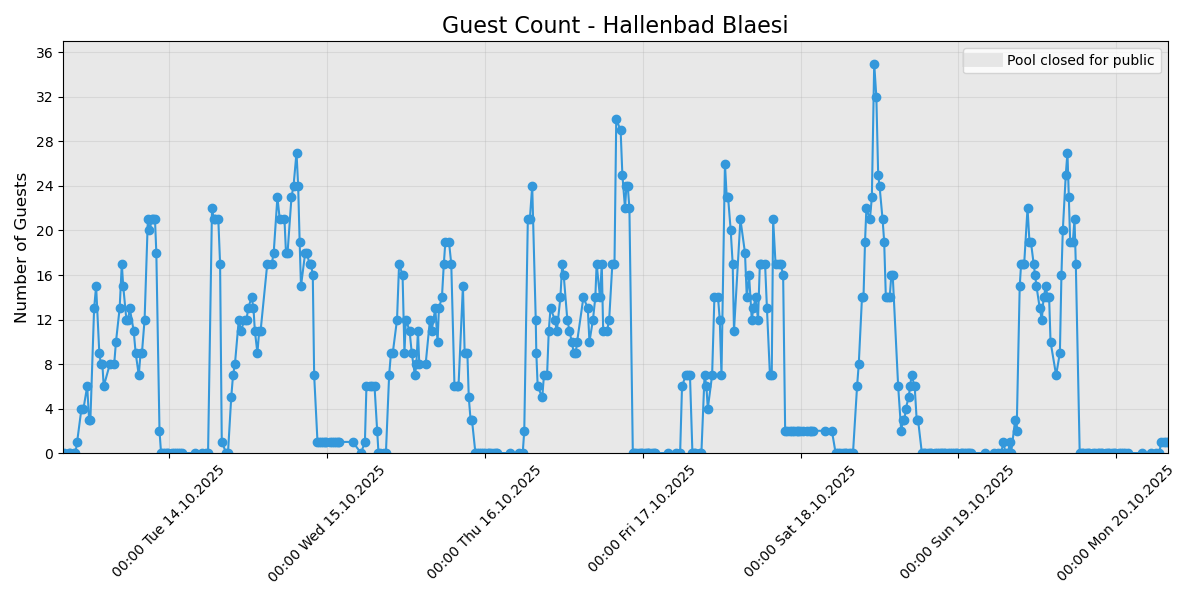 Guest Count - Hallenbad Blaesi
Pool closed for public
Number of Guests
36
32
28
24
20
16
12
8
4
0
00:00 Tue 14.10.2025
00:00 Wed 15.10.2025
00:00 Thu 16.10.2025
00:00 Fri 17.10.2025
00:00 Sat 18.10.2025
00:00 Sun 19.10.2025
00:00 Mon 20.10.2025